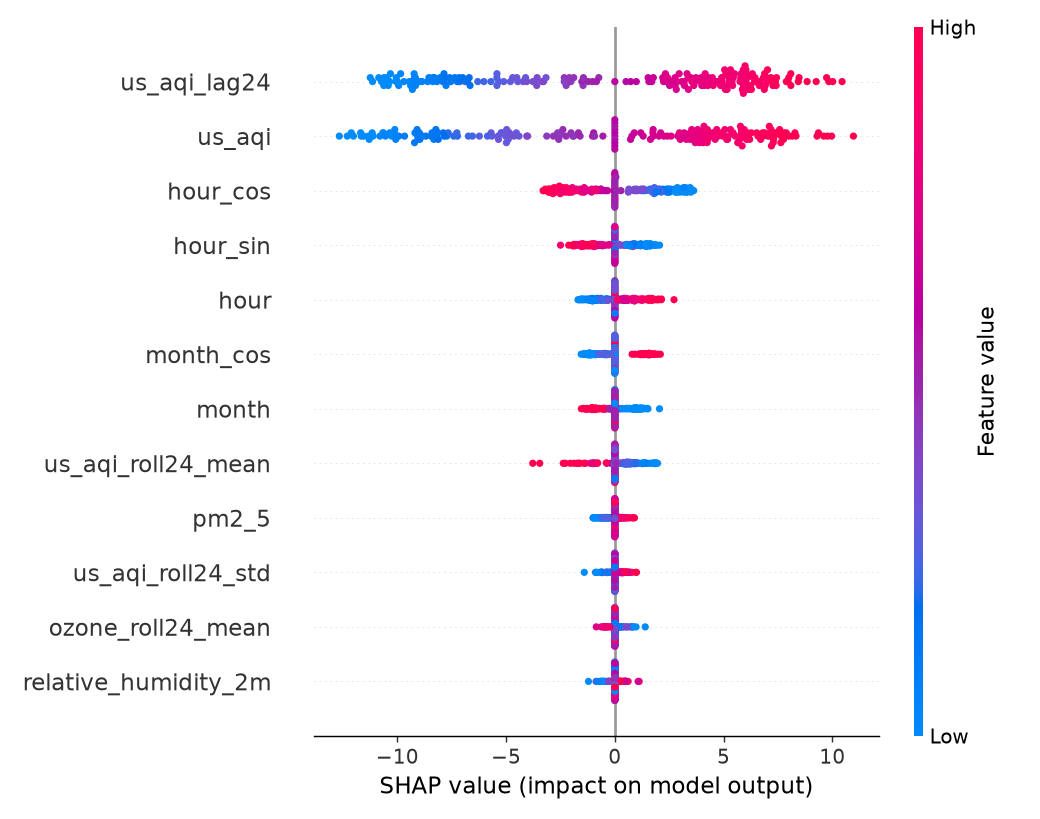 High
us_aqi_lag24
us_aqi
hour_cos
hour_sin
hour
month_cos
month
us_aqi_roll24_mean
pm2_5
us_aqi_roll24_std
ozone_roll24_mean
relative_humidity_2m
Feature value
Low
−10 −5 0 5 10
SHAP value (impact on model output)